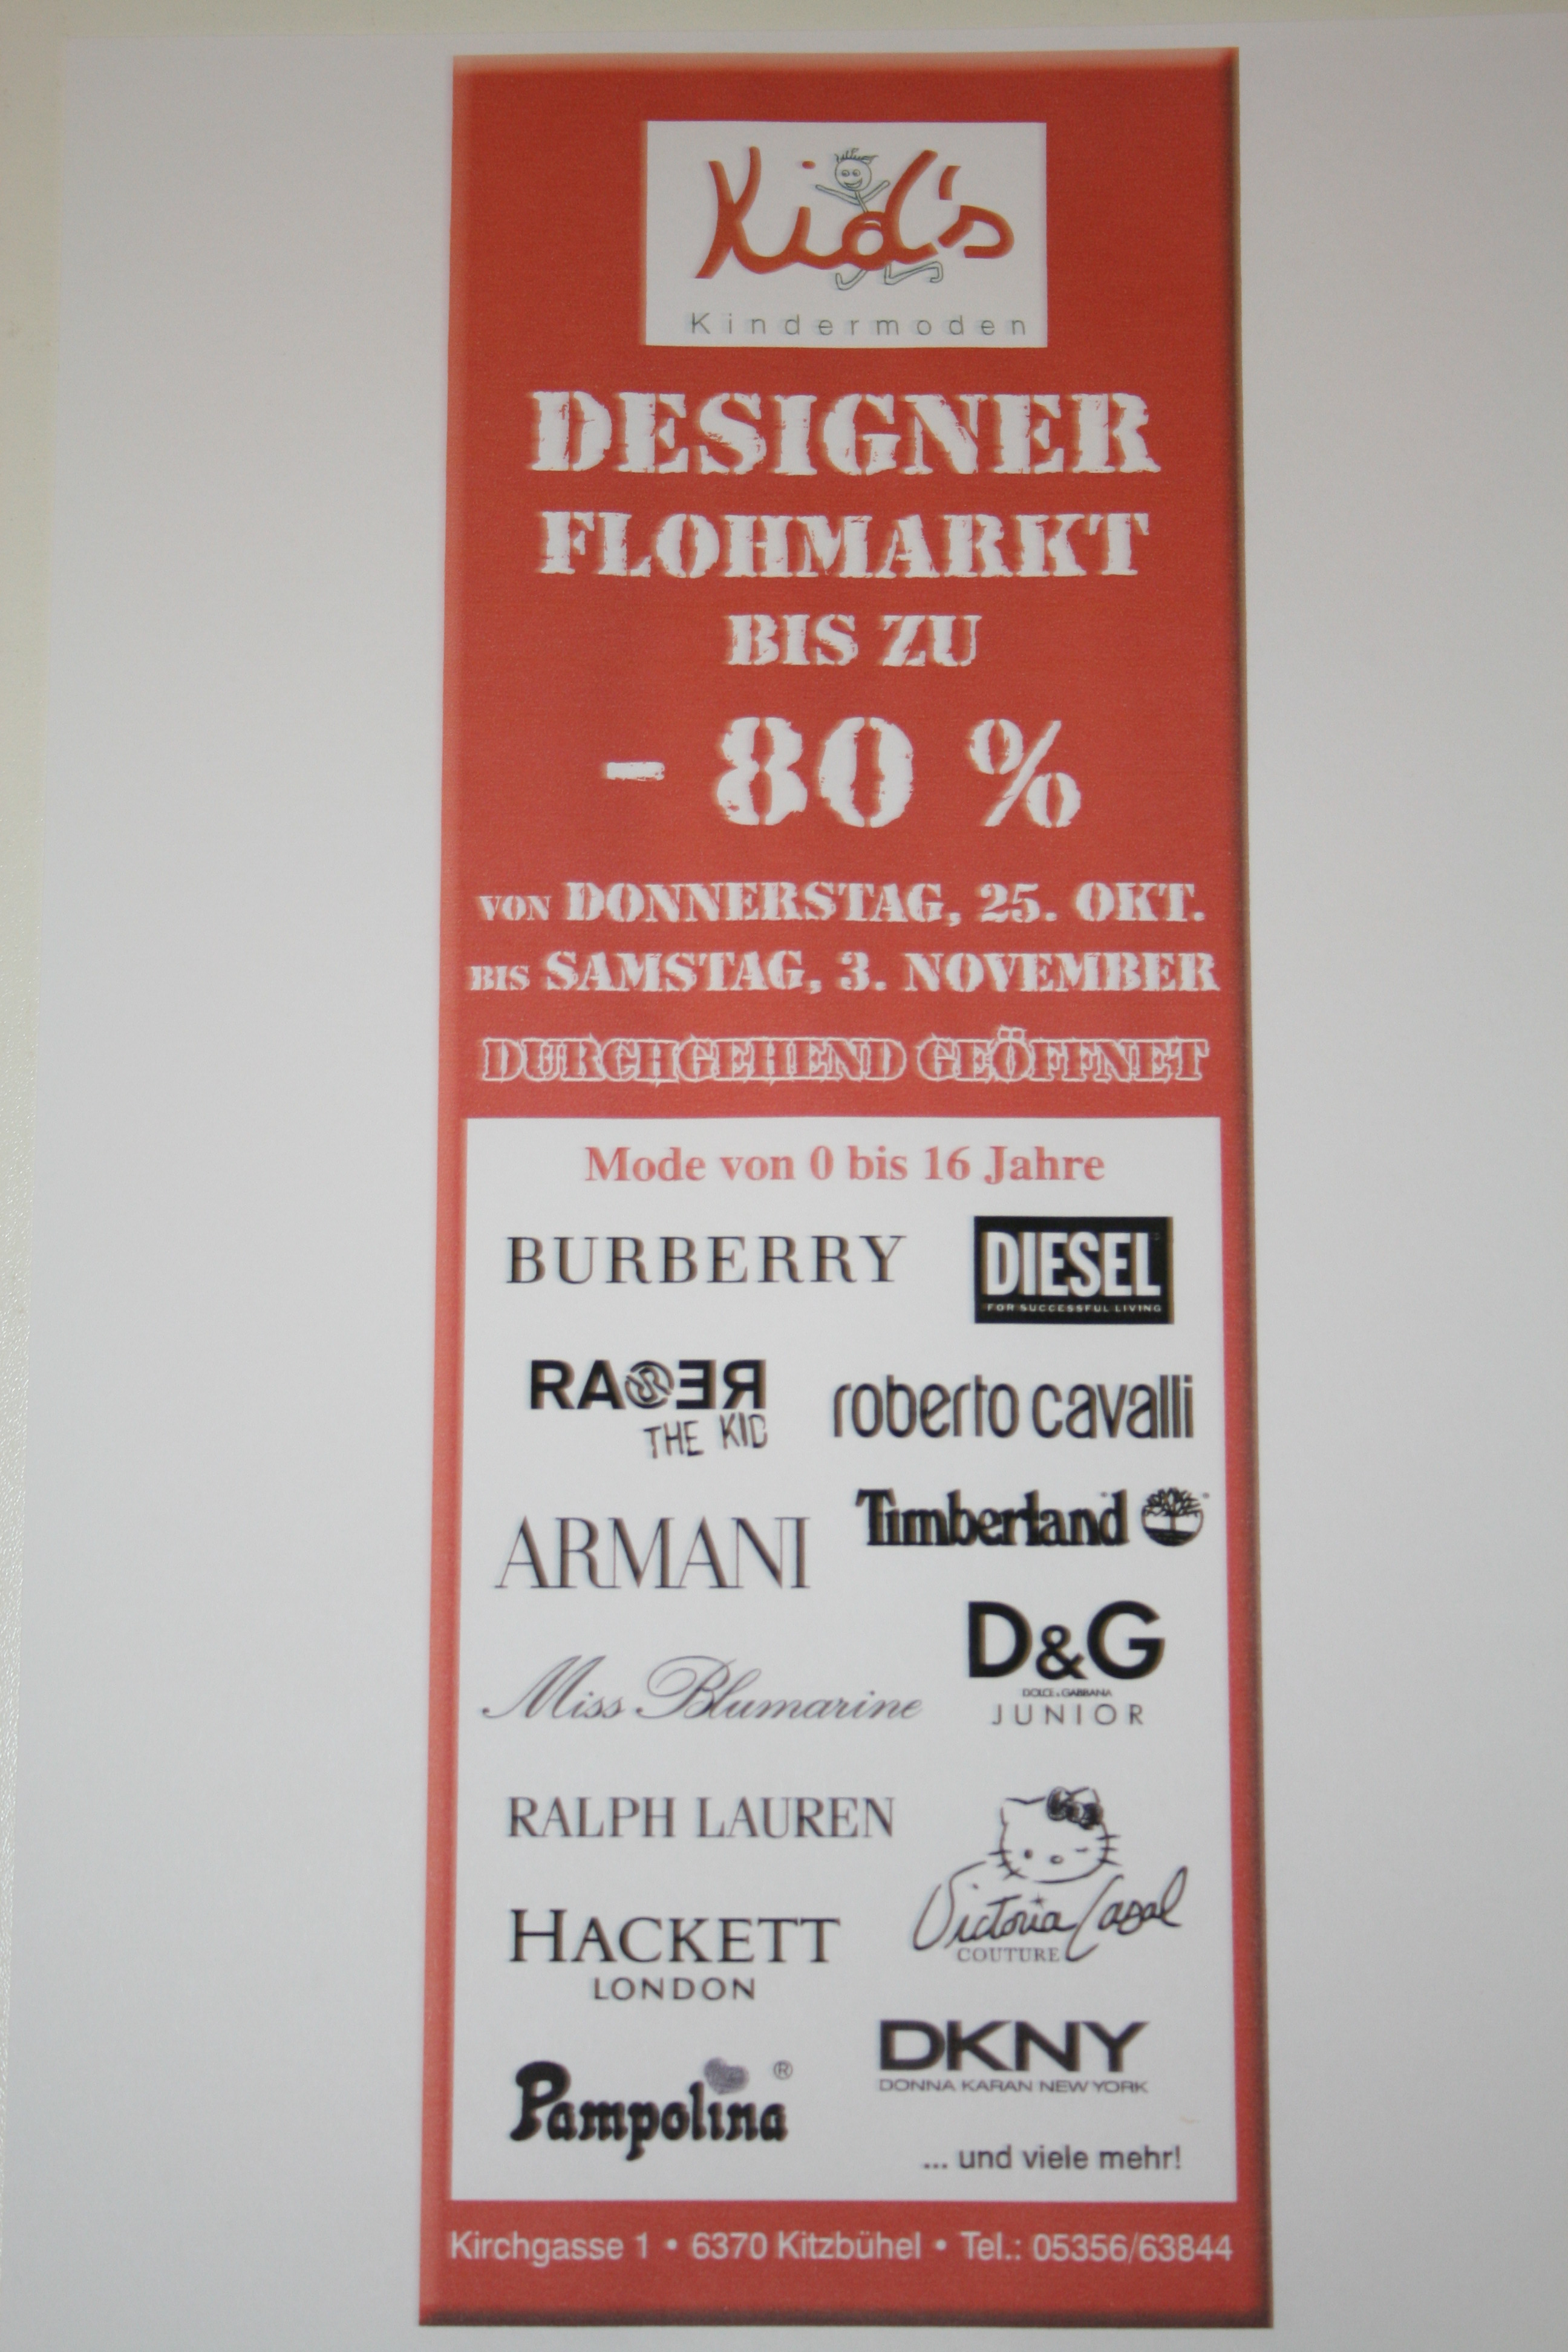 Kid's
Kindermoden
DESIGNER
FLOHMARKT
BIS ZU
- 80 %
VON DONNERSTAG, 25. OKT.
BIS SAMSTAG, 3. NOVEMBER
DURCHGEHEND GEÖFFNET
Mode von 0 bis 16 Jahre
BURBERRY
DIESEL
FOR SUCCESSFUL LIVING
RACER
THE KID
roberto cavalli
ARMANI
Timberland
D&G
DOLCE & GABBANA
JUNIOR
Miss Blumarine
RALPH LAUREN
Victoria Casal
COUTURE
HACKETT
LONDON
DKNY
DONNA KARAN NEW YORK
Pampolina ®
... und viele mehr!
Kirchgasse 1 • 6370 Kitzbühel • Tel.: 05356/63844